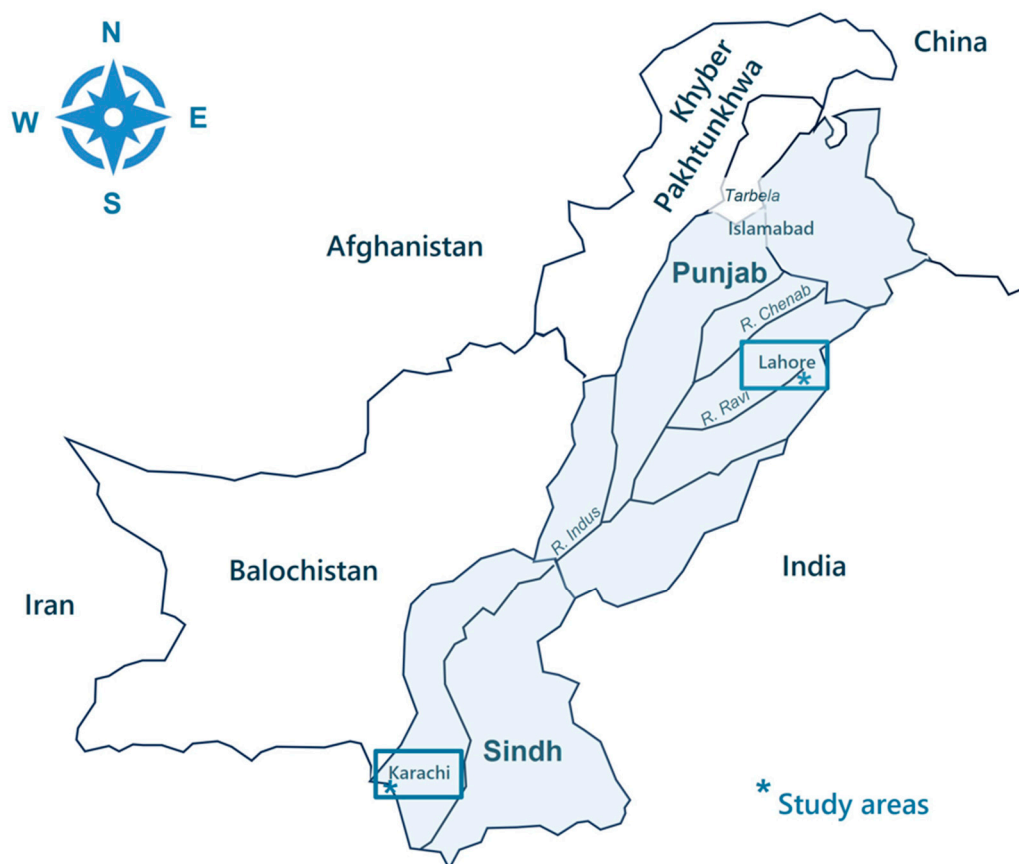 N
W
E
S
China
Khyber
Pakhtunkhwa
Tarbela
Islamabad
Afghanistan
Punjab
R. Chenab
Lahore
*
R. Ravi
R. Indus
Balochistan
India
Iran
Sindh
Karachi
*
* Study areas